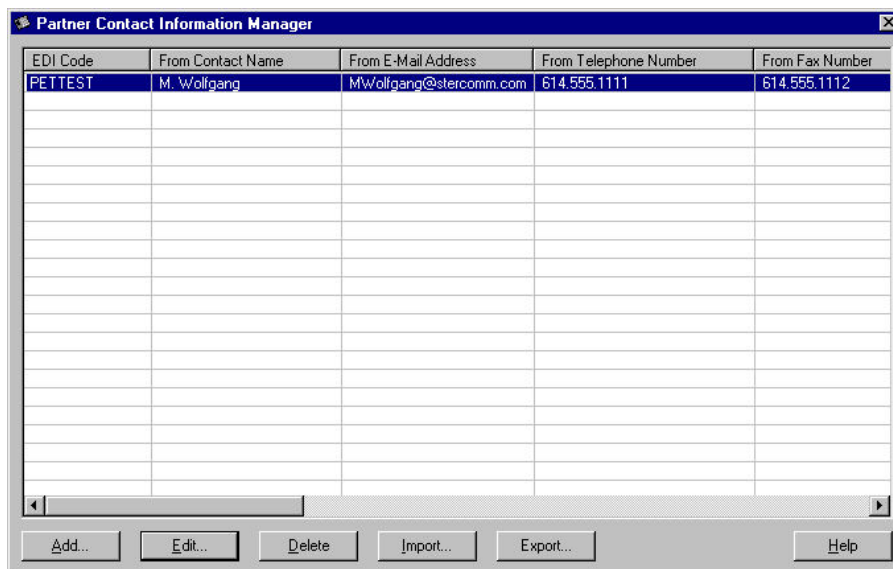 Partner Contact Information Manager
EDI Code From Contact Name From E-Mail Address From Telephone Number From Fax Number
PETTEST M. Wolfgang MWolfgang@stercomm.com 614.555.1111 614.555.1112
Add... Edit... Delete Import... Export... Help